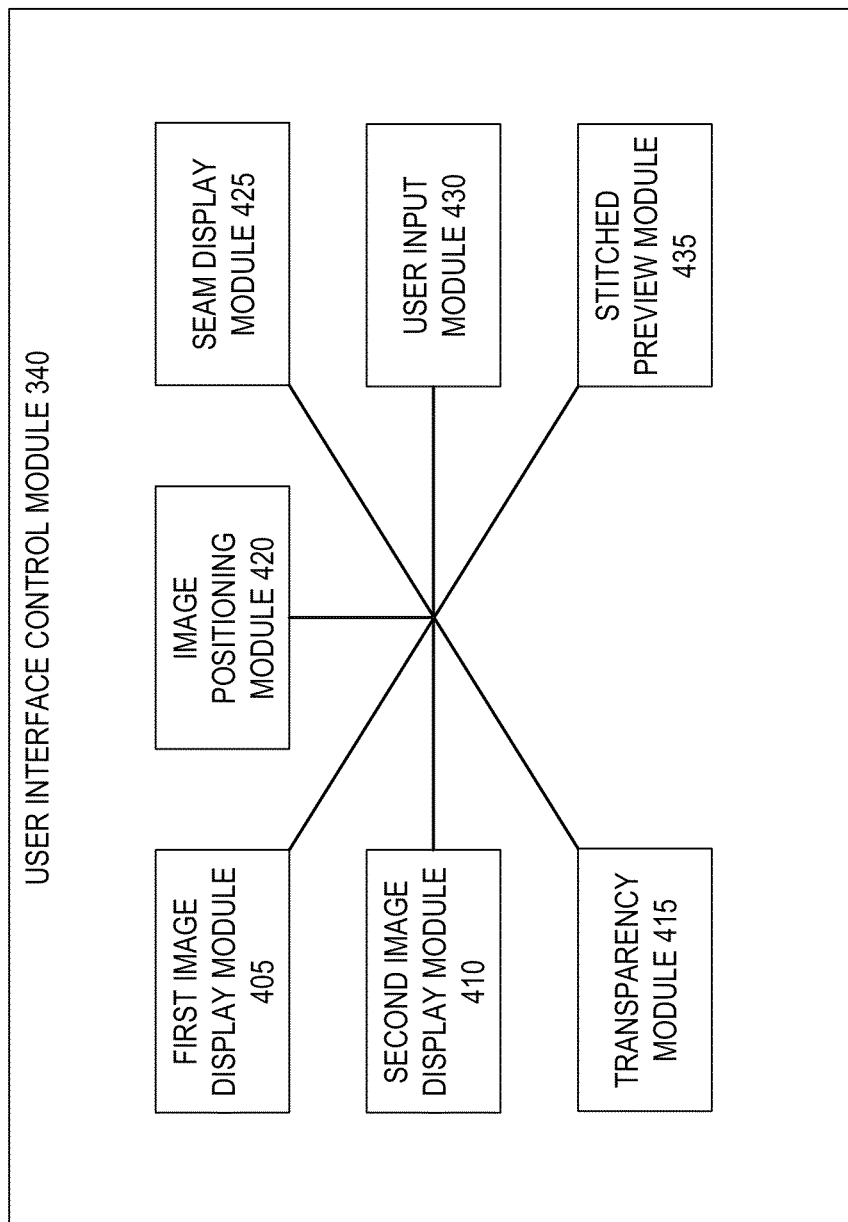 USER INTERFACE CONTROL MODULE 340
FIRST IMAGE
DISPLAY MODULE
405
SECOND IMAGE
DISPLAY MODULE
410
TRANSPARENCY
MODULE 415
IMAGE
POSITIONING
MODULE 420
SEAM DISPLAY
MODULE 425
USER INPUT
MODULE 430
STITCHED
PREVIEW MODULE
435